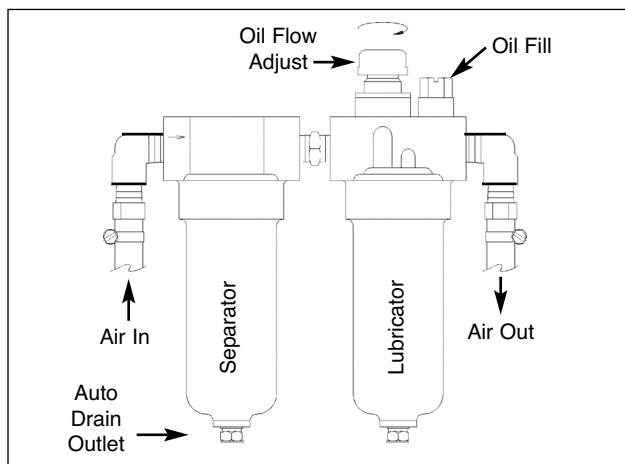 Oil Flow
Adjust
Oil Fill
Air In
Separator
Lubricator
Air Out
Auto
Drain
Outlet